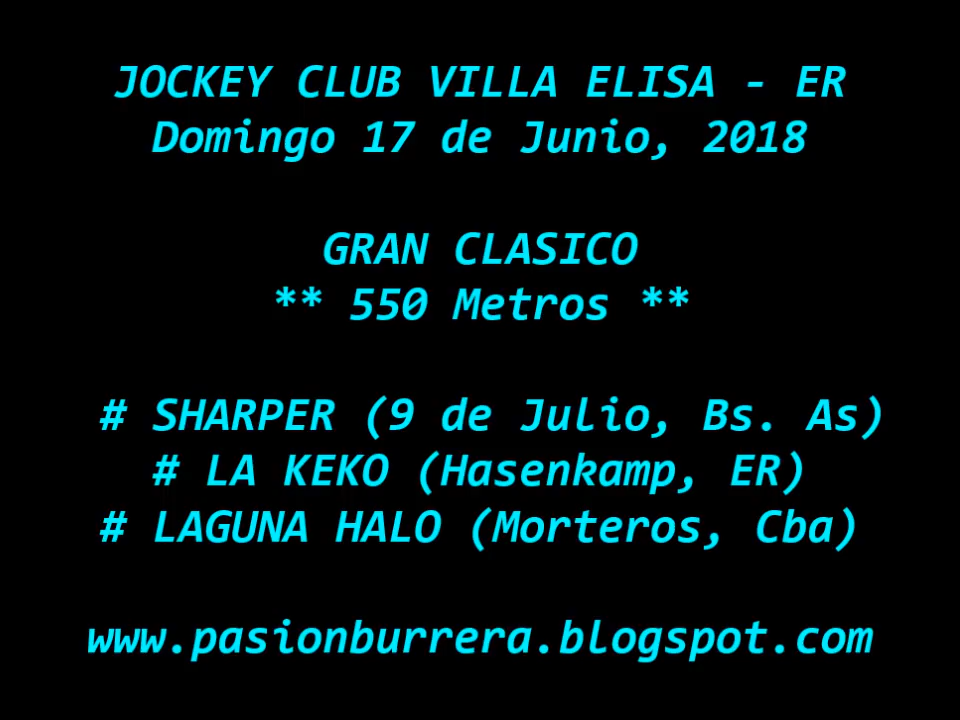 JOCKEY CLUB VILLA ELISA - ER
Domingo 17 de Junio, 2018
GRAN CLASICO
** 550 Metros **
# SHARPER (9 de Julio, Bs. As)
# LA KEKO (Hasenkamp, ER)
# LAGUNA HALO (Morteros, Cba)
www.pasionburrera.blogspot.com